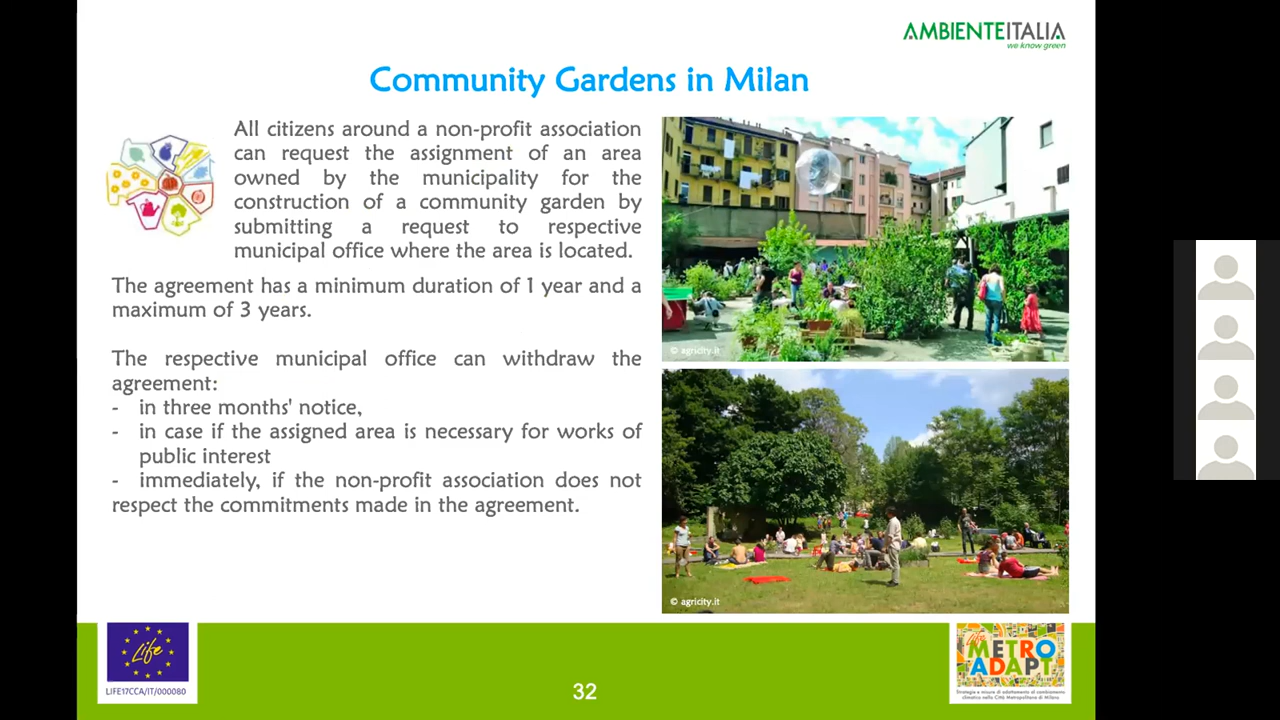 AMBIENTEITALIA
we know green
Community Gardens in Milan
All citizens around a non-profit association
can request the assignment of an area
owned by the municipality for the
construction of a community garden by
submitting a request to respective
municipal office where the area is located.
The agreement has a minimum duration of 1 year and a
maximum of 3 years.
The respective municipal office can withdraw the
agreement:
- in three months' notice,
- in case if the assigned area is necessary for works of
public interest
- immediately, if the non-profit association does not
respect the commitments made in the agreement.
© agricity.it
© agricity.it
Life
LIFE17CCA/IT/000080
32
Life
METRO
ADAPT
Strategie e misure di adattamento al cambiamento
climatico nella Città Metropolitana di Milano